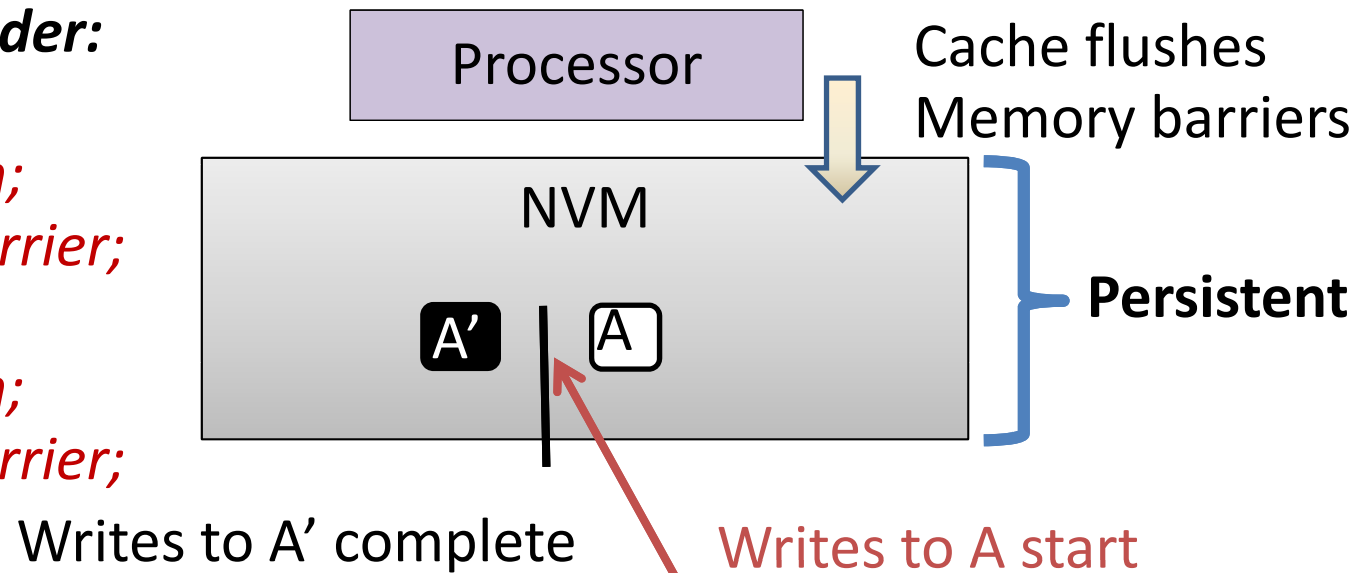 der:
Processor
Cache flushes
Memory barriers
NVM
rrier;
A’
A
Persistent
rrier;
Writes to A’ complete
Writes to A start